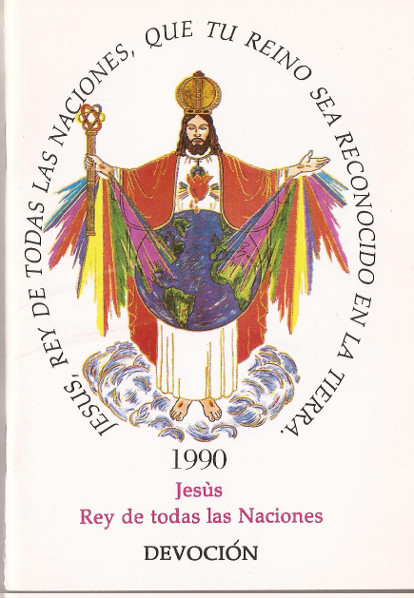 JESUS, REY DE TODAS LAS NACIONES, QUE TU REINO SEA RECONOCIDO EN LA TIERRA.
1990
Jesùs
Rey de todas las Naciones
DEVOCIÓN